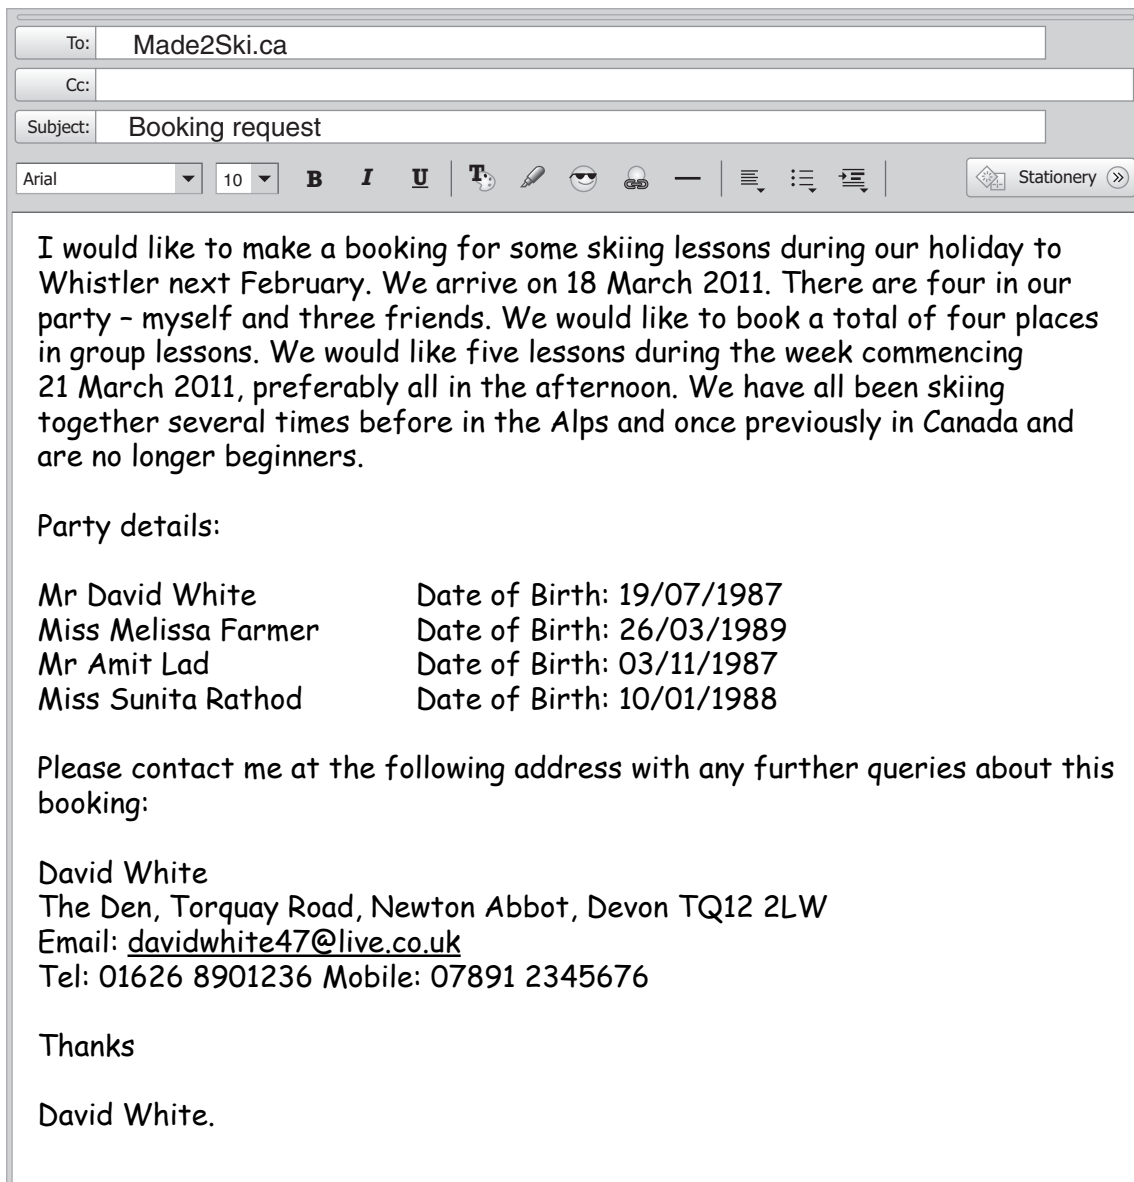 To: Made2Ski.ca
Cc:
Subject: Booking request
Arial 10 B I U T Stationery
I would like to make a booking for some skiing lessons during our holiday to
Whistler next February. We arrive on 18 March 2011. There are four in our
party – myself and three friends. We would like to book a total of four places
in group lessons. We would like five lessons during the week commencing
21 March 2011, preferably all in the afternoon. We have all been skiing
together several times before in the Alps and once previously in Canada and
are no longer beginners.
Party details:
Mr David White Date of Birth: 19/07/1987
Miss Melissa Farmer Date of Birth: 26/03/1989
Mr Amit Lad Date of Birth: 03/11/1987
Miss Sunita Rathod Date of Birth: 10/01/1988
Please contact me at the following address with any further queries about this
booking:
David White
The Den, Torquay Road, Newton Abbot, Devon TQ12 2LW
Email: davidwhite47@live.co.uk
Tel: 01626 8901236 Mobile: 07891 2345676
Thanks
David White.